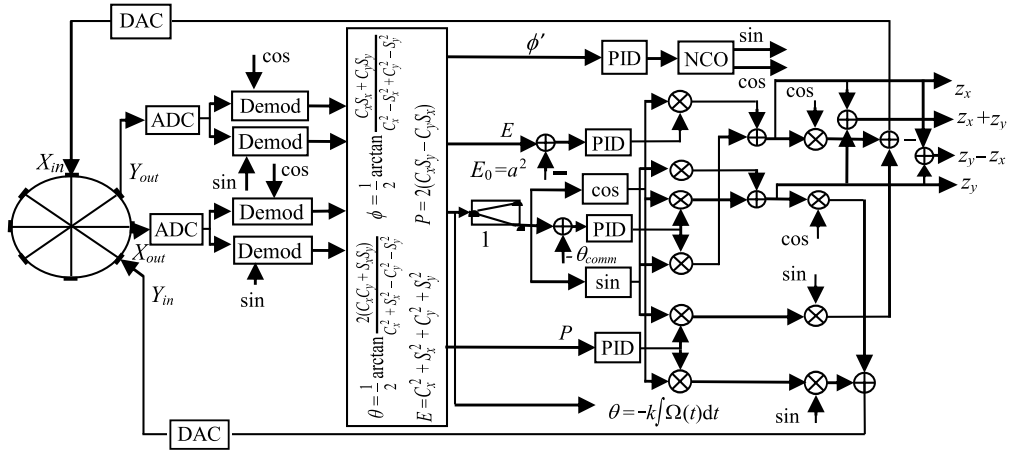 DAC
ϕ′
PID
NCO
sin
cos
cos
ADC
Demod
Demod
sin
X_in
Y_out
E
E_0=a^2
−
PID
cos
z_x
z_x+z_y
−
z_y−z_x
z_y
cos
ADC
Demod
Demod
sin
X_out
Y_in
θ = 1/2 arctan 2(C_xC_y + S_xS_y)/(C_x^2 + S_x^2 − C_y^2 − S_y^2)
ϕ = 1/2 arctan (C_xS_x + C_yS_y)/(C_x^2 − S_x^2 + C_y^2 − S_y^2)
E = C_x^2 + S_x^2 + C_y^2 + S_y^2
P = 2(C_xS_y − C_yS_x)
1
cos
PID
-θ_comm
sin
cos
sin
P
PID
θ=−k∫Ω(t)dt
sin
DAC